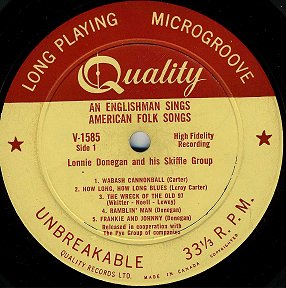 LONG PLAYING MICROGROOVE
Quality
AN ENGLISHMAN SINGS
AMERICAN FOLK SONGS
V-1585
Side 1
High Fidelity
Recording
Lonnie Donegan and his Skiffle Group
1. WABASH CANNONBALL (Carter)
2. HOW LONG, HOW LONG BLUES (Leroy Carter)
3. THE WRECK OF THE OLD 97
(Whitter - Noell - Lewey)
4. RAMBLIN' MAN (Donegan)
5. FRANKIE AND JOHNNY (Donegan)
Released in cooperation with
The Pye Group of companies
UNBREAKABLE 33⅓ R.P.M.
QUALITY RECORDS LTD. MADE IN CANADA COPYRIGHTED